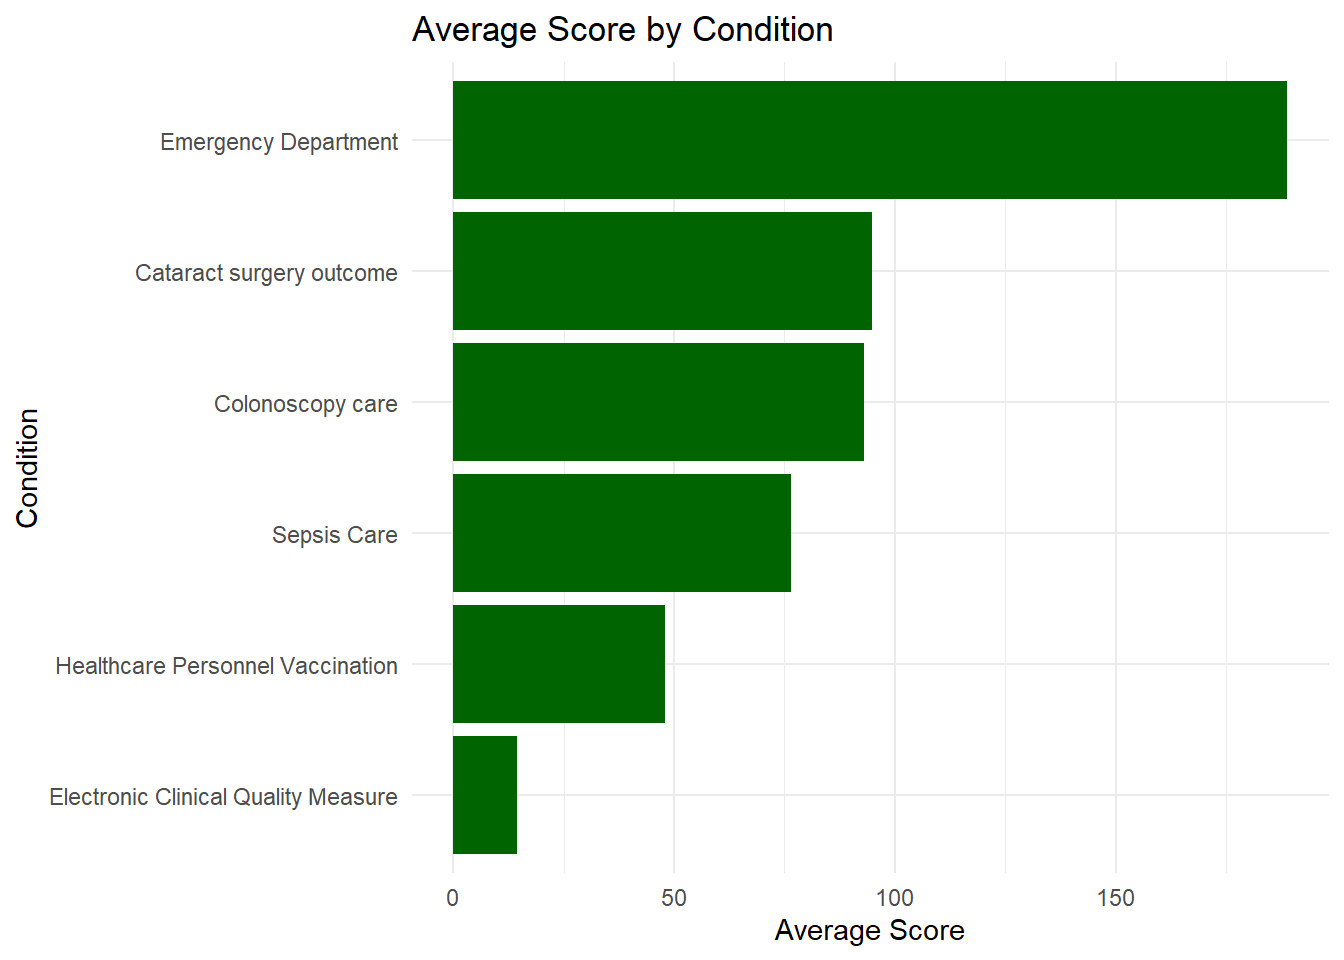 Average Score by Condition
Emergency Department
Cataract surgery outcome
Colonoscopy care
Sepsis Care
Healthcare Personnel Vaccination
Electronic Clinical Quality Measure
Condition
0 50 100 150
Average Score